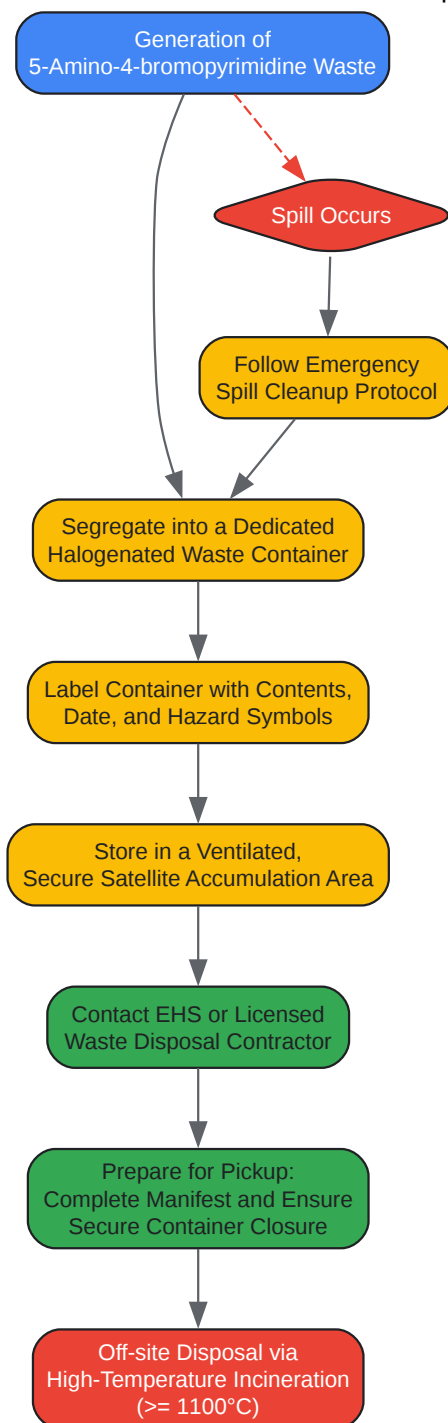 Generation of
5-Amino-4-bromopyrimidine Waste
Spill Occurs
Follow Emergency
Spill Cleanup Protocol
Segregate into a Dedicated
Halogenated Waste Container
Label Container with Contents,
Date, and Hazard Symbols
Store in a Ventilated,
Secure Satellite Accumulation Area
Contact EHS or Licensed
Waste Disposal Contractor
Prepare for Pickup:
Complete Manifest and Ensure
Secure Container Closure
Off-site Disposal via
High-Temperature Incineration
(>= 1100°C)